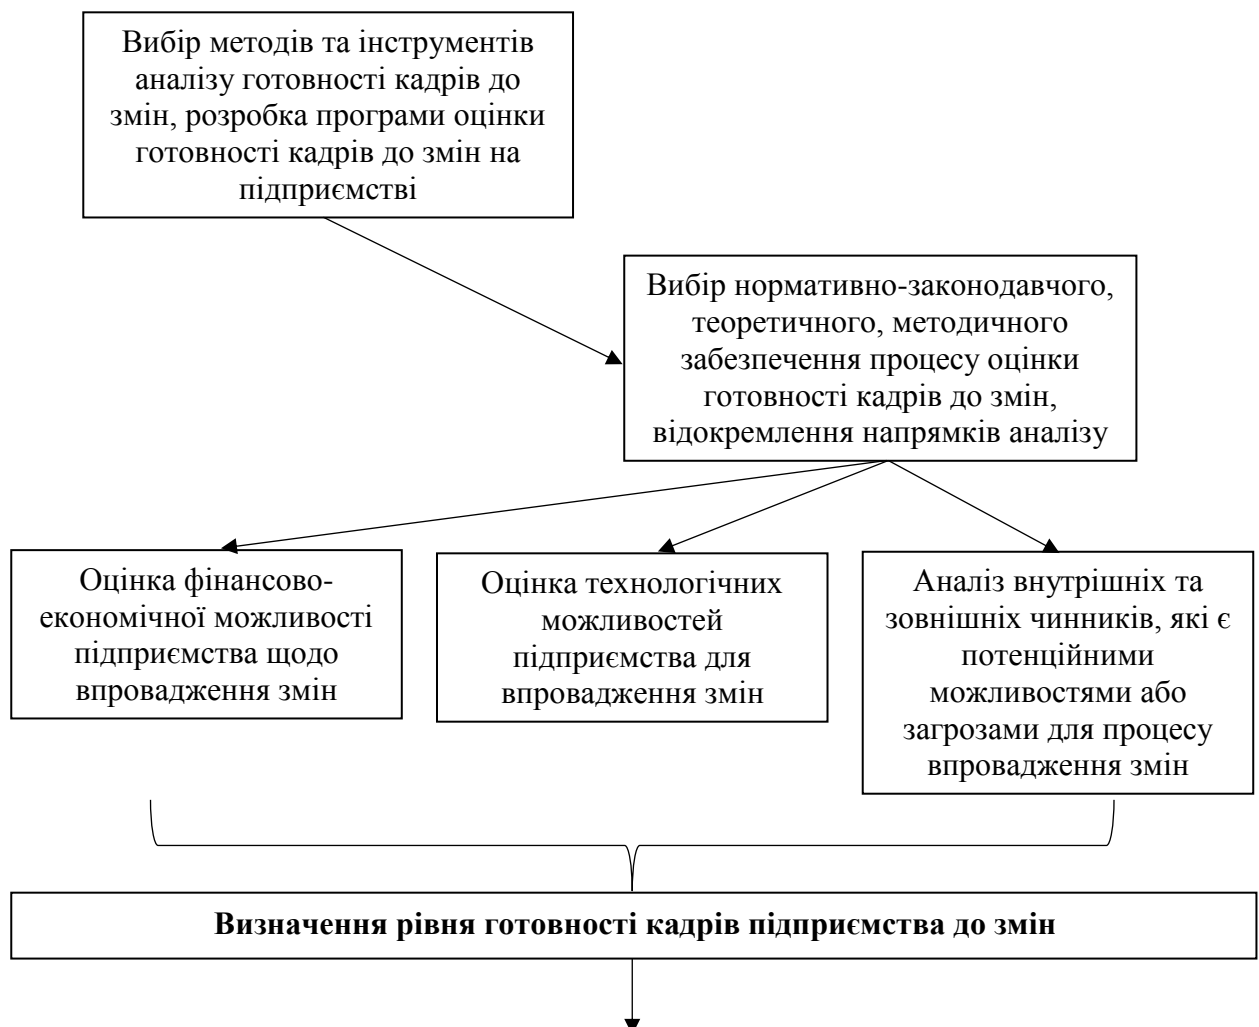 Вибір методів та інструментів
аналізу готовності кадрів до
змін, розробка програми оцінки
готовності кадрів до змін на
підприємстві
Вибір нормативно-законодавчого,
теоретичного, методичного
забезпечення процесу оцінки
готовності кадрів до змін,
відокремлення напрямків аналізу
Оцінка фінансово-
економічної можливості
підприємства щодо
впровадження змін
Оцінка технологічних
можливостей
підприємства для
впровадження змін
Аналіз внутрішніх та
зовнішніх чинників, які є
потенційними
можливостями або
загрозами для процесу
впровадження змін
Визначення рівня готовності кадрів підприємства до змін